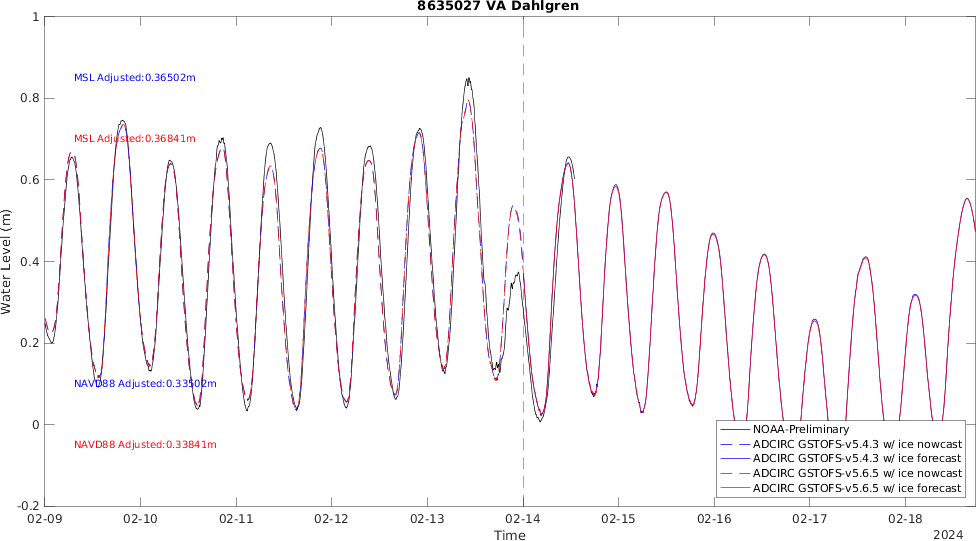 8635027 VA Dahlgren
1
0.8
0.6
0.4
0.2
0
-0.2
Water Level (m)
MSL Adjusted:0.36502m
MSL Adjusted:0.36841m
NAVD88 Adjusted:0.33502m
NAVD88 Adjusted:0.33841m
NOAA-Preliminary
ADCIRC GSTOFS-v5.4.3 w/ ice nowcast
ADCIRC GSTOFS-v5.4.3 w/ ice forecast
ADCIRC GSTOFS-v5.6.5 w/ ice nowcast
ADCIRC GSTOFS-v5.6.5 w/ ice forecast
02-09 02-10 02-11 02-12 02-13 02-14 02-15 02-16 02-17 02-18
Time
2024